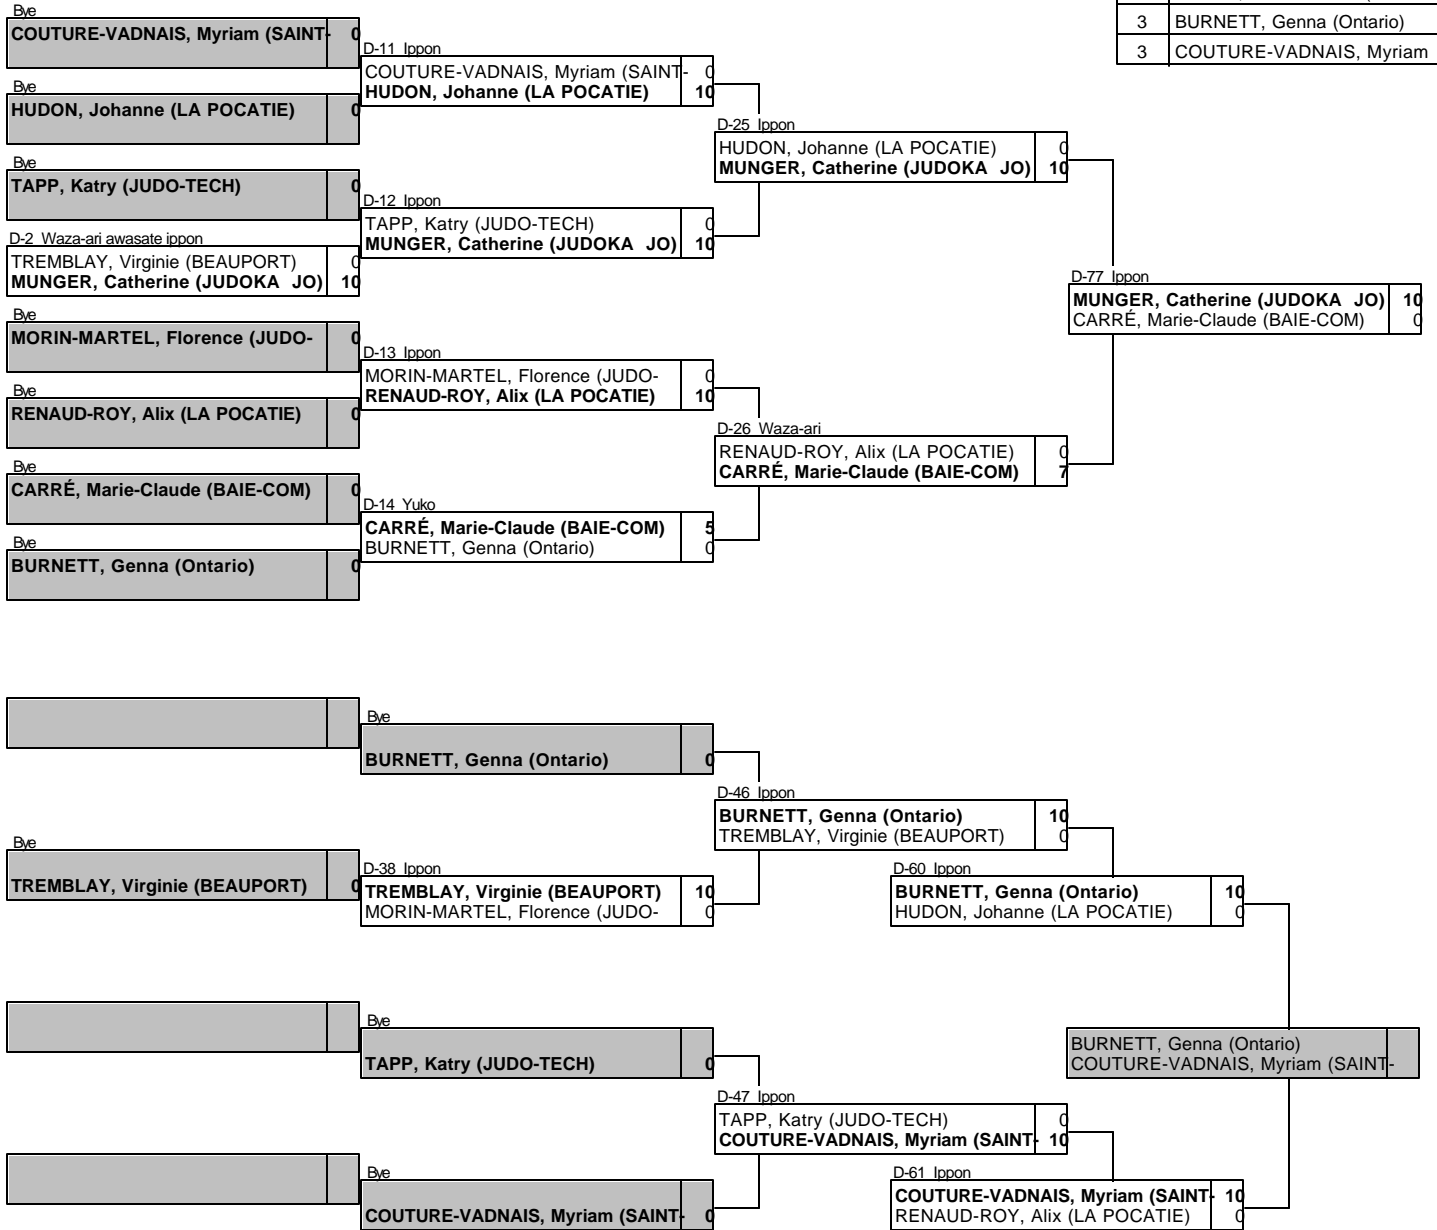 3 BURNETT, Genna (Ontario)
3 COUTURE-VADNAIS, Myriam
Bye
COUTURE-VADNAIS, Myriam (SAINT- 0
Bye
HUDON, Johanne (LA POCATIE) 0
Bye
TAPP, Katry (JUDO-TECH) 0
D-2 Waza-ari awasate ippon
TREMBLAY, Virginie (BEAUPORT) 0
MUNGER, Catherine (JUDOKA JO) 10
Bye
MORIN-MARTEL, Florence (JUDO- 0
Bye
RENAUD-ROY, Alix (LA POCATIE) 0
Bye
CARRÉ, Marie-Claude (BAIE-COM) 0
Bye
BURNETT, Genna (Ontario) 0
D-11 Ippon
COUTURE-VADNAIS, Myriam (SAINT- 0
HUDON, Johanne (LA POCATIE) 10
D-12 Ippon
TAPP, Katry (JUDO-TECH) 0
MUNGER, Catherine (JUDOKA JO) 10
D-13 Ippon
MORIN-MARTEL, Florence (JUDO- 0
RENAUD-ROY, Alix (LA POCATIE) 10
D-14 Yuko
CARRÉ, Marie-Claude (BAIE-COM) 5
BURNETT, Genna (Ontario) 0
D-25 Ippon
HUDON, Johanne (LA POCATIE) 0
MUNGER, Catherine (JUDOKA JO) 10
D-26 Waza-ari
RENAUD-ROY, Alix (LA POCATIE) 0
CARRÉ, Marie-Claude (BAIE-COM) 7
D-77 Ippon
MUNGER, Catherine (JUDOKA JO) 10
CARRÉ, Marie-Claude (BAIE-COM) 0
Bye
BURNETT, Genna (Ontario) 0
Bye
TREMBLAY, Virginie (BEAUPORT) 0
D-38 Ippon
TREMBLAY, Virginie (BEAUPORT) 10
MORIN-MARTEL, Florence (JUDO- 0
D-46 Ippon
BURNETT, Genna (Ontario) 10
TREMBLAY, Virginie (BEAUPORT) 0
D-60 Ippon
BURNETT, Genna (Ontario) 10
HUDON, Johanne (LA POCATIE) 0
Bye
TAPP, Katry (JUDO-TECH) 0
Bye
COUTURE-VADNAIS, Myriam (SAINT- 0
D-47 Ippon
TAPP, Katry (JUDO-TECH) 0
COUTURE-VADNAIS, Myriam (SAINT- 10
D-61 Ippon
COUTURE-VADNAIS, Myriam (SAINT- 10
RENAUD-ROY, Alix (LA POCATIE) 0
BURNETT, Genna (Ontario)
COUTURE-VADNAIS, Myriam (SAINT-